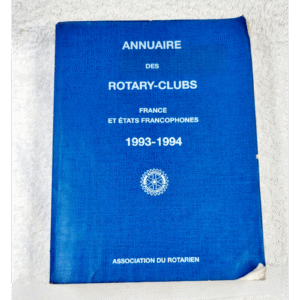 ANNUAIRE
DES
ROTARY-CLUBS
FRANCE
ET ÉTATS FRANCOPHONES
1993-1994
ASSOCIATION DU ROTARIEN